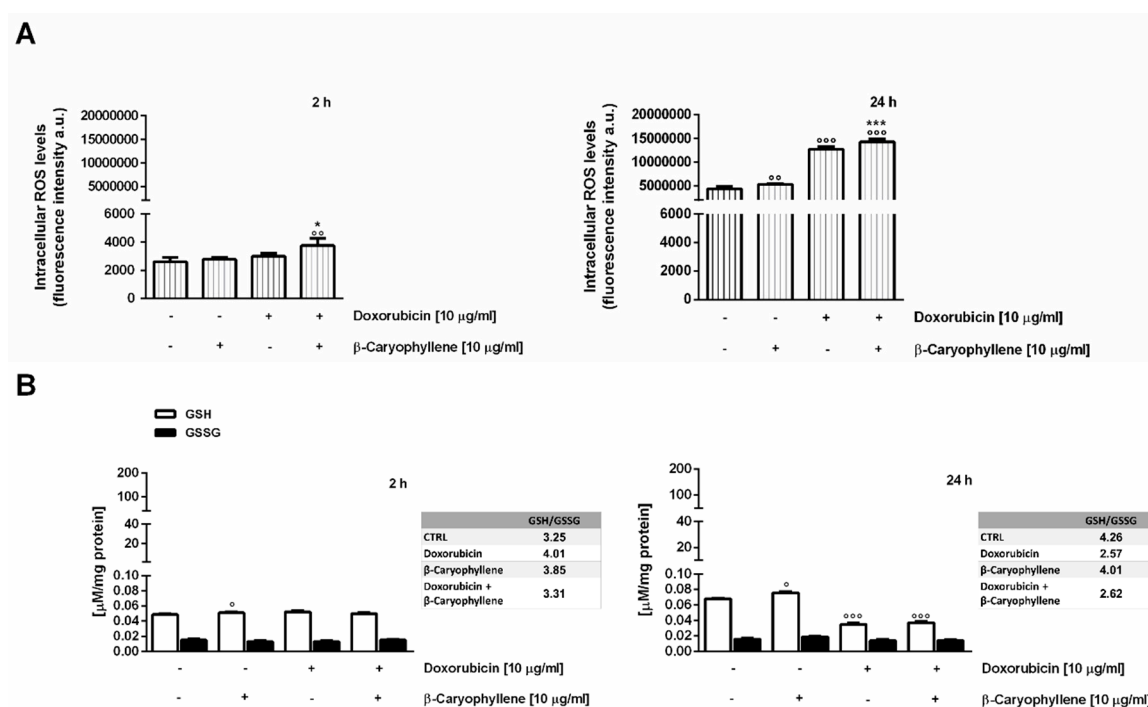 A
Intracellular ROS levels
(fluorescence intensity a.u.)
2 h
20000000
15000000
10000000
5000000
6000
4000
2000
0
*
°°
- - + + Doxorubicin [10 μg/ml]
- + - + β-Caryophyllene [10 μg/ml]
Intracellular ROS levels
(fluorescence intensity a.u.)
24 h
20000000
15000000
10000000
5000000
6000
4000
2000
0
°°
°°°
***
°°°
- - + + Doxorubicin [10 μg/ml]
- + - + β-Caryophyllene [10 μg/ml]
B
GSH
GSSG
[μM/mg protein]
2 h
200
100
40
20
0.10
0.08
0.06
0.04
0.02
0.00
°
- - + + Doxorubicin [10 μg/ml]
- + - + β-Caryophyllene [10 μg/ml]
GSH/GSSG
CTRL 3.25
Doxorubicin 4.01
β-Caryophyllene 3.85
Doxorubicin +
β-Caryophyllene 3.31
[μM/mg protein]
24 h
200
100
40
20
0.10
0.08
0.06
0.04
0.02
0.00
°
°°°
°°°
- - + + Doxorubicin [10 μg/ml]
- + - + β-Caryophyllene [10 μg/ml]
GSH/GSSG
CTRL 4.26
Doxorubicin 2.57
β-Caryophyllene 4.01
Doxorubicin +
β-Caryophyllene 2.62